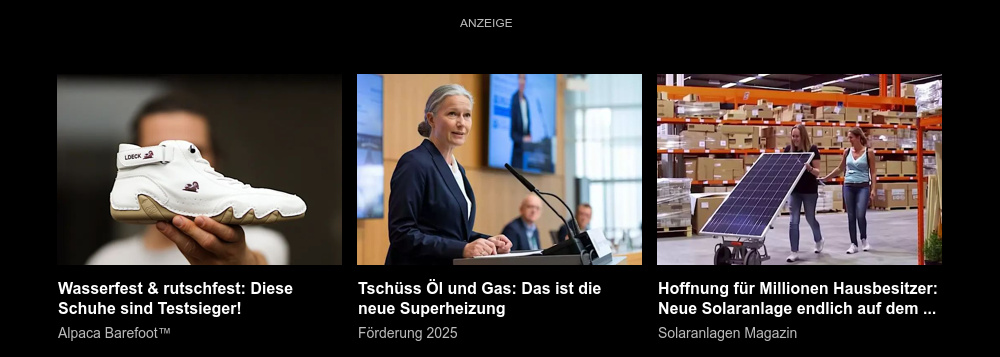 ANZEIGE
LDECK
Wasserfest & rutschfest: Diese
Schuhe sind Testsieger!
Alpaca Barefoot™
Tschüss Öl und Gas: Das ist die
neue Superheizung
Förderung 2025
Hoffnung für Millionen Hausbesitzer:
Neue Solaranlage endlich auf dem ...
Solaranlagen Magazin